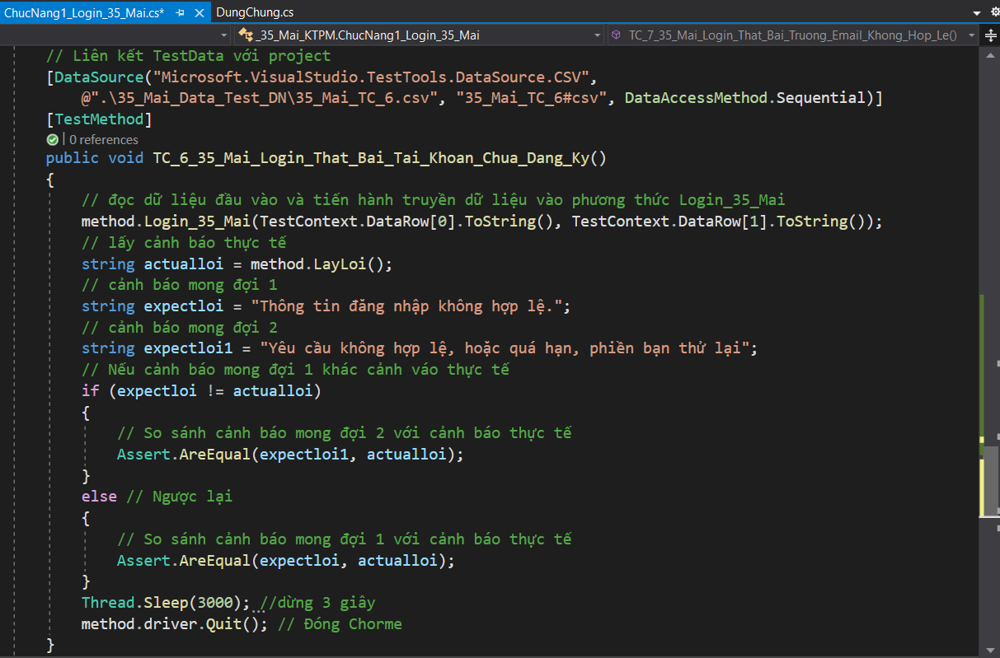 ChucNang1_Login_35_Mai.cs* DungChung.cs
_35_Mai_KTPM.ChucNang1_Login_35_Mai TC_7_35_Mai_Login_That_Bai_Truong_Email_Khong_Hop_Le()
// Liên kết TestData với project
[DataSource("Microsoft.VisualStudio.TestTools.DataSource.CSV",
@".\35_Mai_Data_Test_DN\35_Mai_TC_6.csv", "35_Mai_TC_6#csv", DataAccessMethod.Sequential)]
[TestMethod]
0 references
public void TC_6_35_Mai_Login_That_Bai_Tai_Khoan_Chua_Dang_Ky()
{
// đọc dữ liệu đầu vào và tiến hành truyền dữ liệu vào phương thức Login_35_Mai
method.Login_35_Mai(TestContext.DataRow[0].ToString(), TestContext.DataRow[1].ToString());
// lấy cảnh báo thực tế
string actualloi = method.LayLoi();
// cảnh báo mong đợi 1
string expectloi = "Thông tin đăng nhập không hợp lệ.";
// cảnh báo mong đợi 2
string expectloi1 = "Yêu cầu không hợp lệ, hoặc quá hạn, phiền bạn thử lại";
// Nếu cảnh báo mong đợi 1 khác cảnh váo thực tế
if (expectloi != actualloi)
{
// So sánh cảnh báo mong đợi 2 với cảnh báo thực tế
Assert.AreEqual(expectloi1, actualloi);
}
else // Ngược lại
{
// So sánh cảnh báo mong đợi 1 với cảnh báo thực tế
Assert.AreEqual(expectloi, actualloi);
}
Thread.Sleep(3000); //dừng 3 giây
method.driver.Quit(); // Đóng Chorme
}